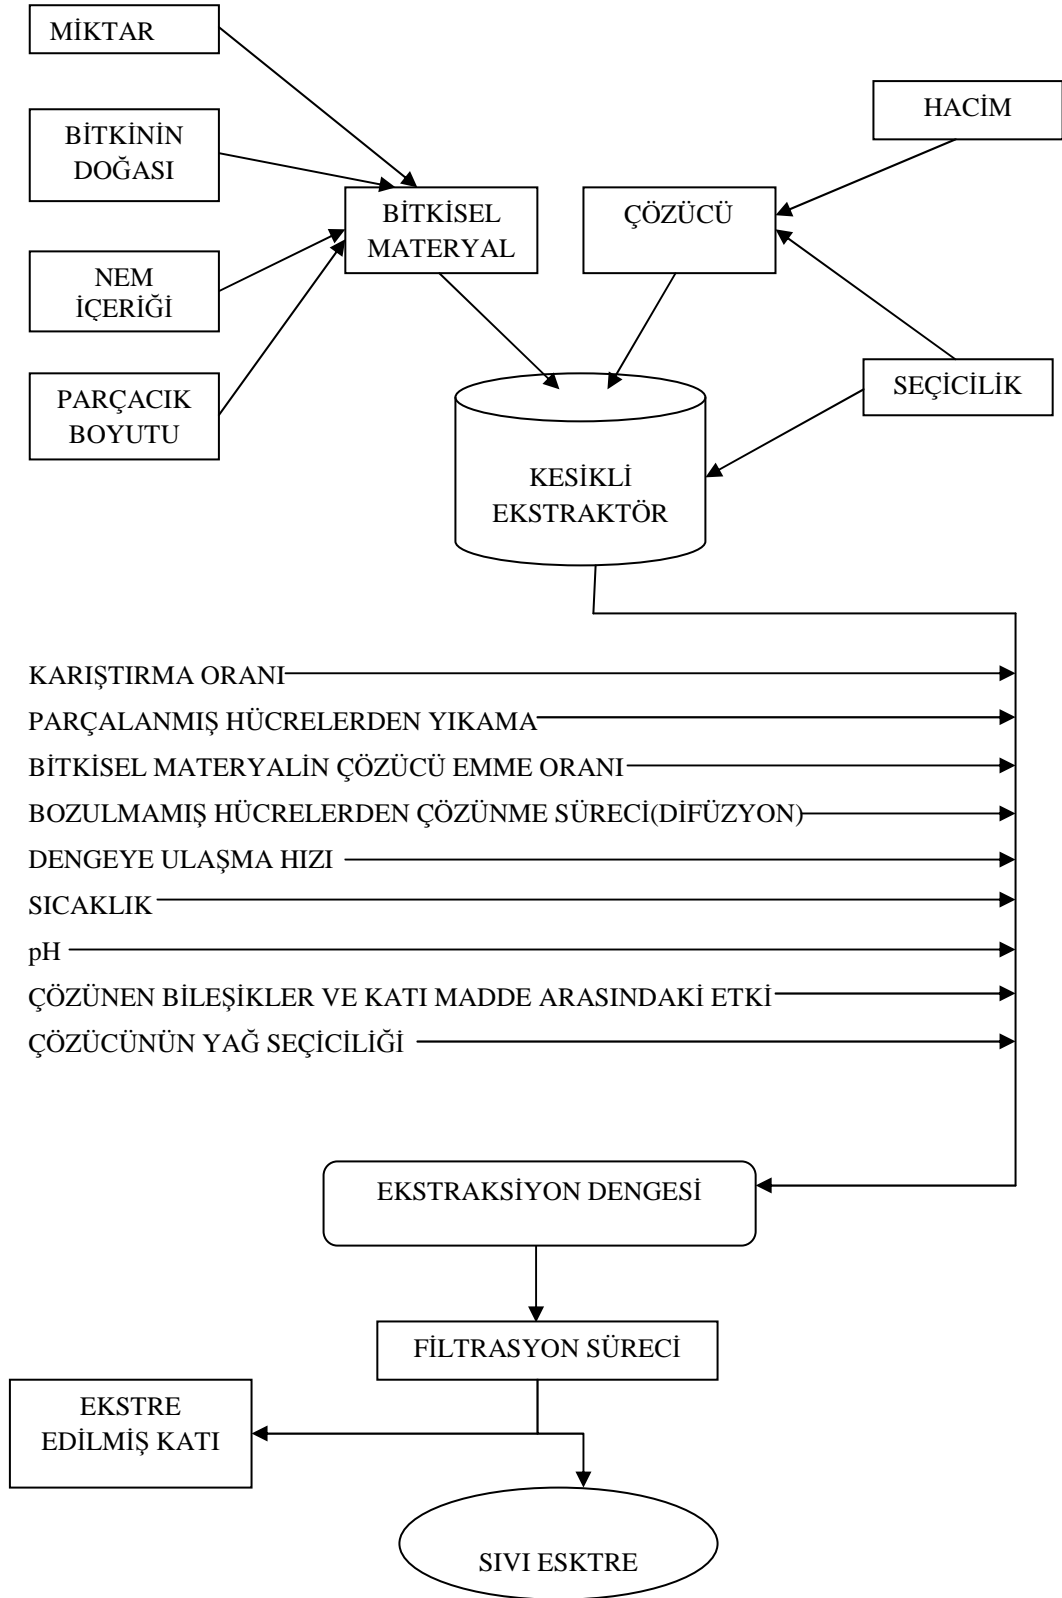 MİKTAR
HACİM
BİTKİNİN
DOĞASI
BİTKİSEL
MATERYAL
ÇÖZÜCÜ
NEM
İÇERİĞİ
PARÇACIK
BOYUTU
SEÇİCİLİK
KESİKLİ
EKSTRAKTÖR
KARIŞTIRMA ORANI
PARÇALANMIŞ HÜCRELERDEN YIKAMA
BİTKİSEL MATERYALİN ÇÖZÜCÜ EMME ORANI
BOZULMAMIŞ HÜCRELERDEN ÇÖZÜNME SÜRECİ(DİFÜZYON)
DENGEYE ULAŞMA HIZI
SICAKLIK
pH
ÇÖZÜNEN BİLEŞİKLER VE KATI MADDE ARASINDAKİ ETKİ
ÇÖZÜCÜNÜN YAĞ SEÇİCİLİĞİ
EKSTRAKSİYON DENGESİ
FİLTRASYON SÜRECİ
EKSTRE
EDİLMİŞ KATI
SIVI ESKTRE